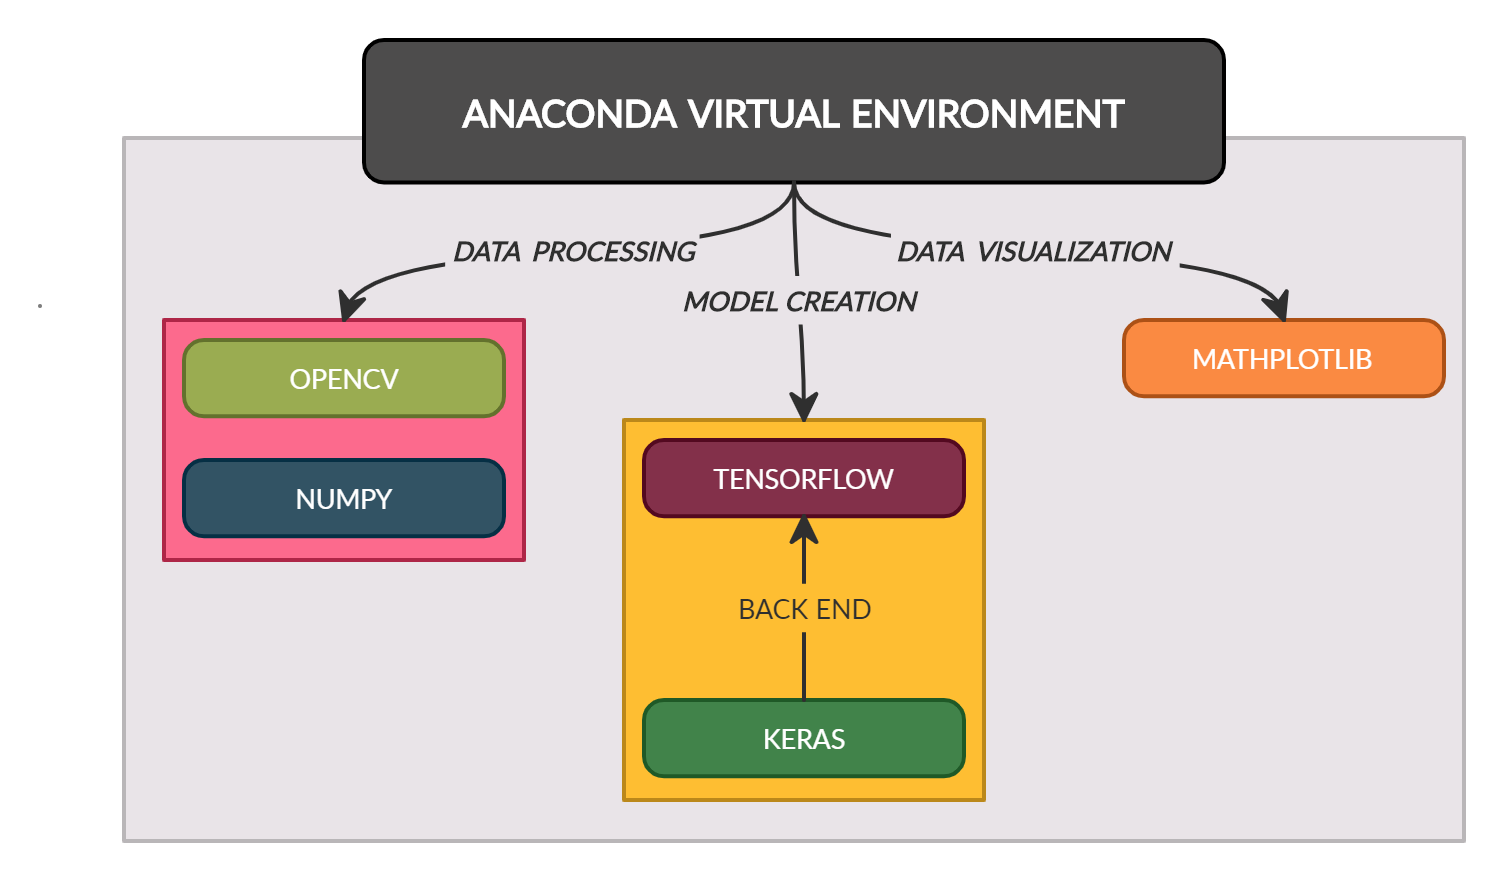 ANACONDA VIRTUAL ENVIRONMENT
DATA PROCESSING
DATA VISUALIZATION
MODEL CREATION
OPENCV
MATHPLOTLIB
NUMPY
TENSORFLOW
BACK END
KERAS